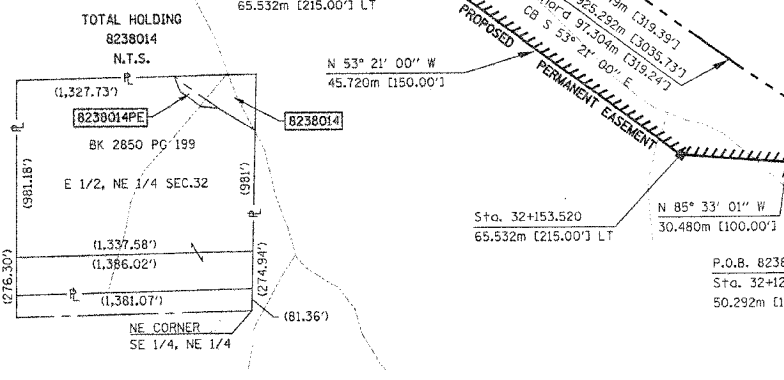 65.532m [215.00'] LT
TOTAL HOLDING
8238014
N.T.S.
(1,327.73')
8238014PE
8238014
BK 2850 PG 199
E 1/2, NE 1/4 SEC.32
(981.18')
(981')
(1,337.58')
(1,386.02')
(276.30')
(274.94')
(1,381.07')
(81.36')
NE CORNER
SE 1/4, NE 1/4
[319.39']
925.292m [3035.73']
97.304m [319.24']
CB S 53° 21' 00" E
N 53° 21' 00" W
45.720m [150.00']
PROPOSED PERMANENT EASEMENT
Sta. 32+153.520
65.532m [215.00'] LT
N 85° 33' 01" W
30.480m [100.00']
P.O.B. 8238
Sta. 32+12
50.292m [1